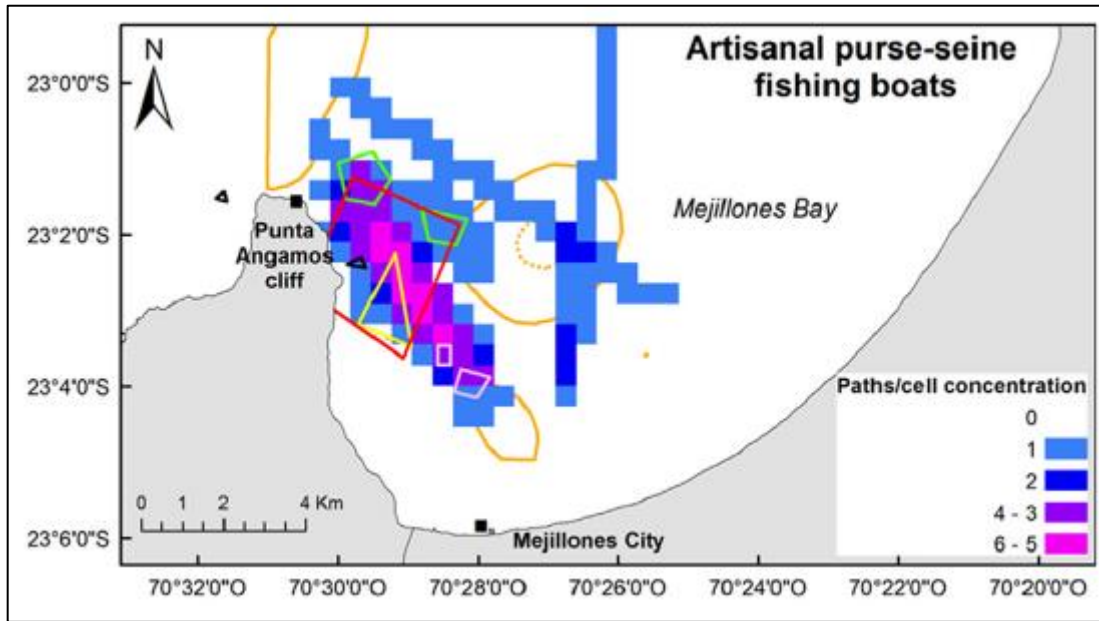 Artisanal purse-seine
fishing boats
N
23°0'0"S
23°2'0"S
23°4'0"S
23°6'0"S
Mejillones Bay
Punta
Angamos
cliff
Paths/cell concentration
0
1
2
4 - 3
6 - 5
0 1 2 4 Km
Mejillones City
70°32'0"O 70°30'0"O 70°28'0"O 70°26'0"O 70°24'0"O 70°22'0"O 70°20'0"O